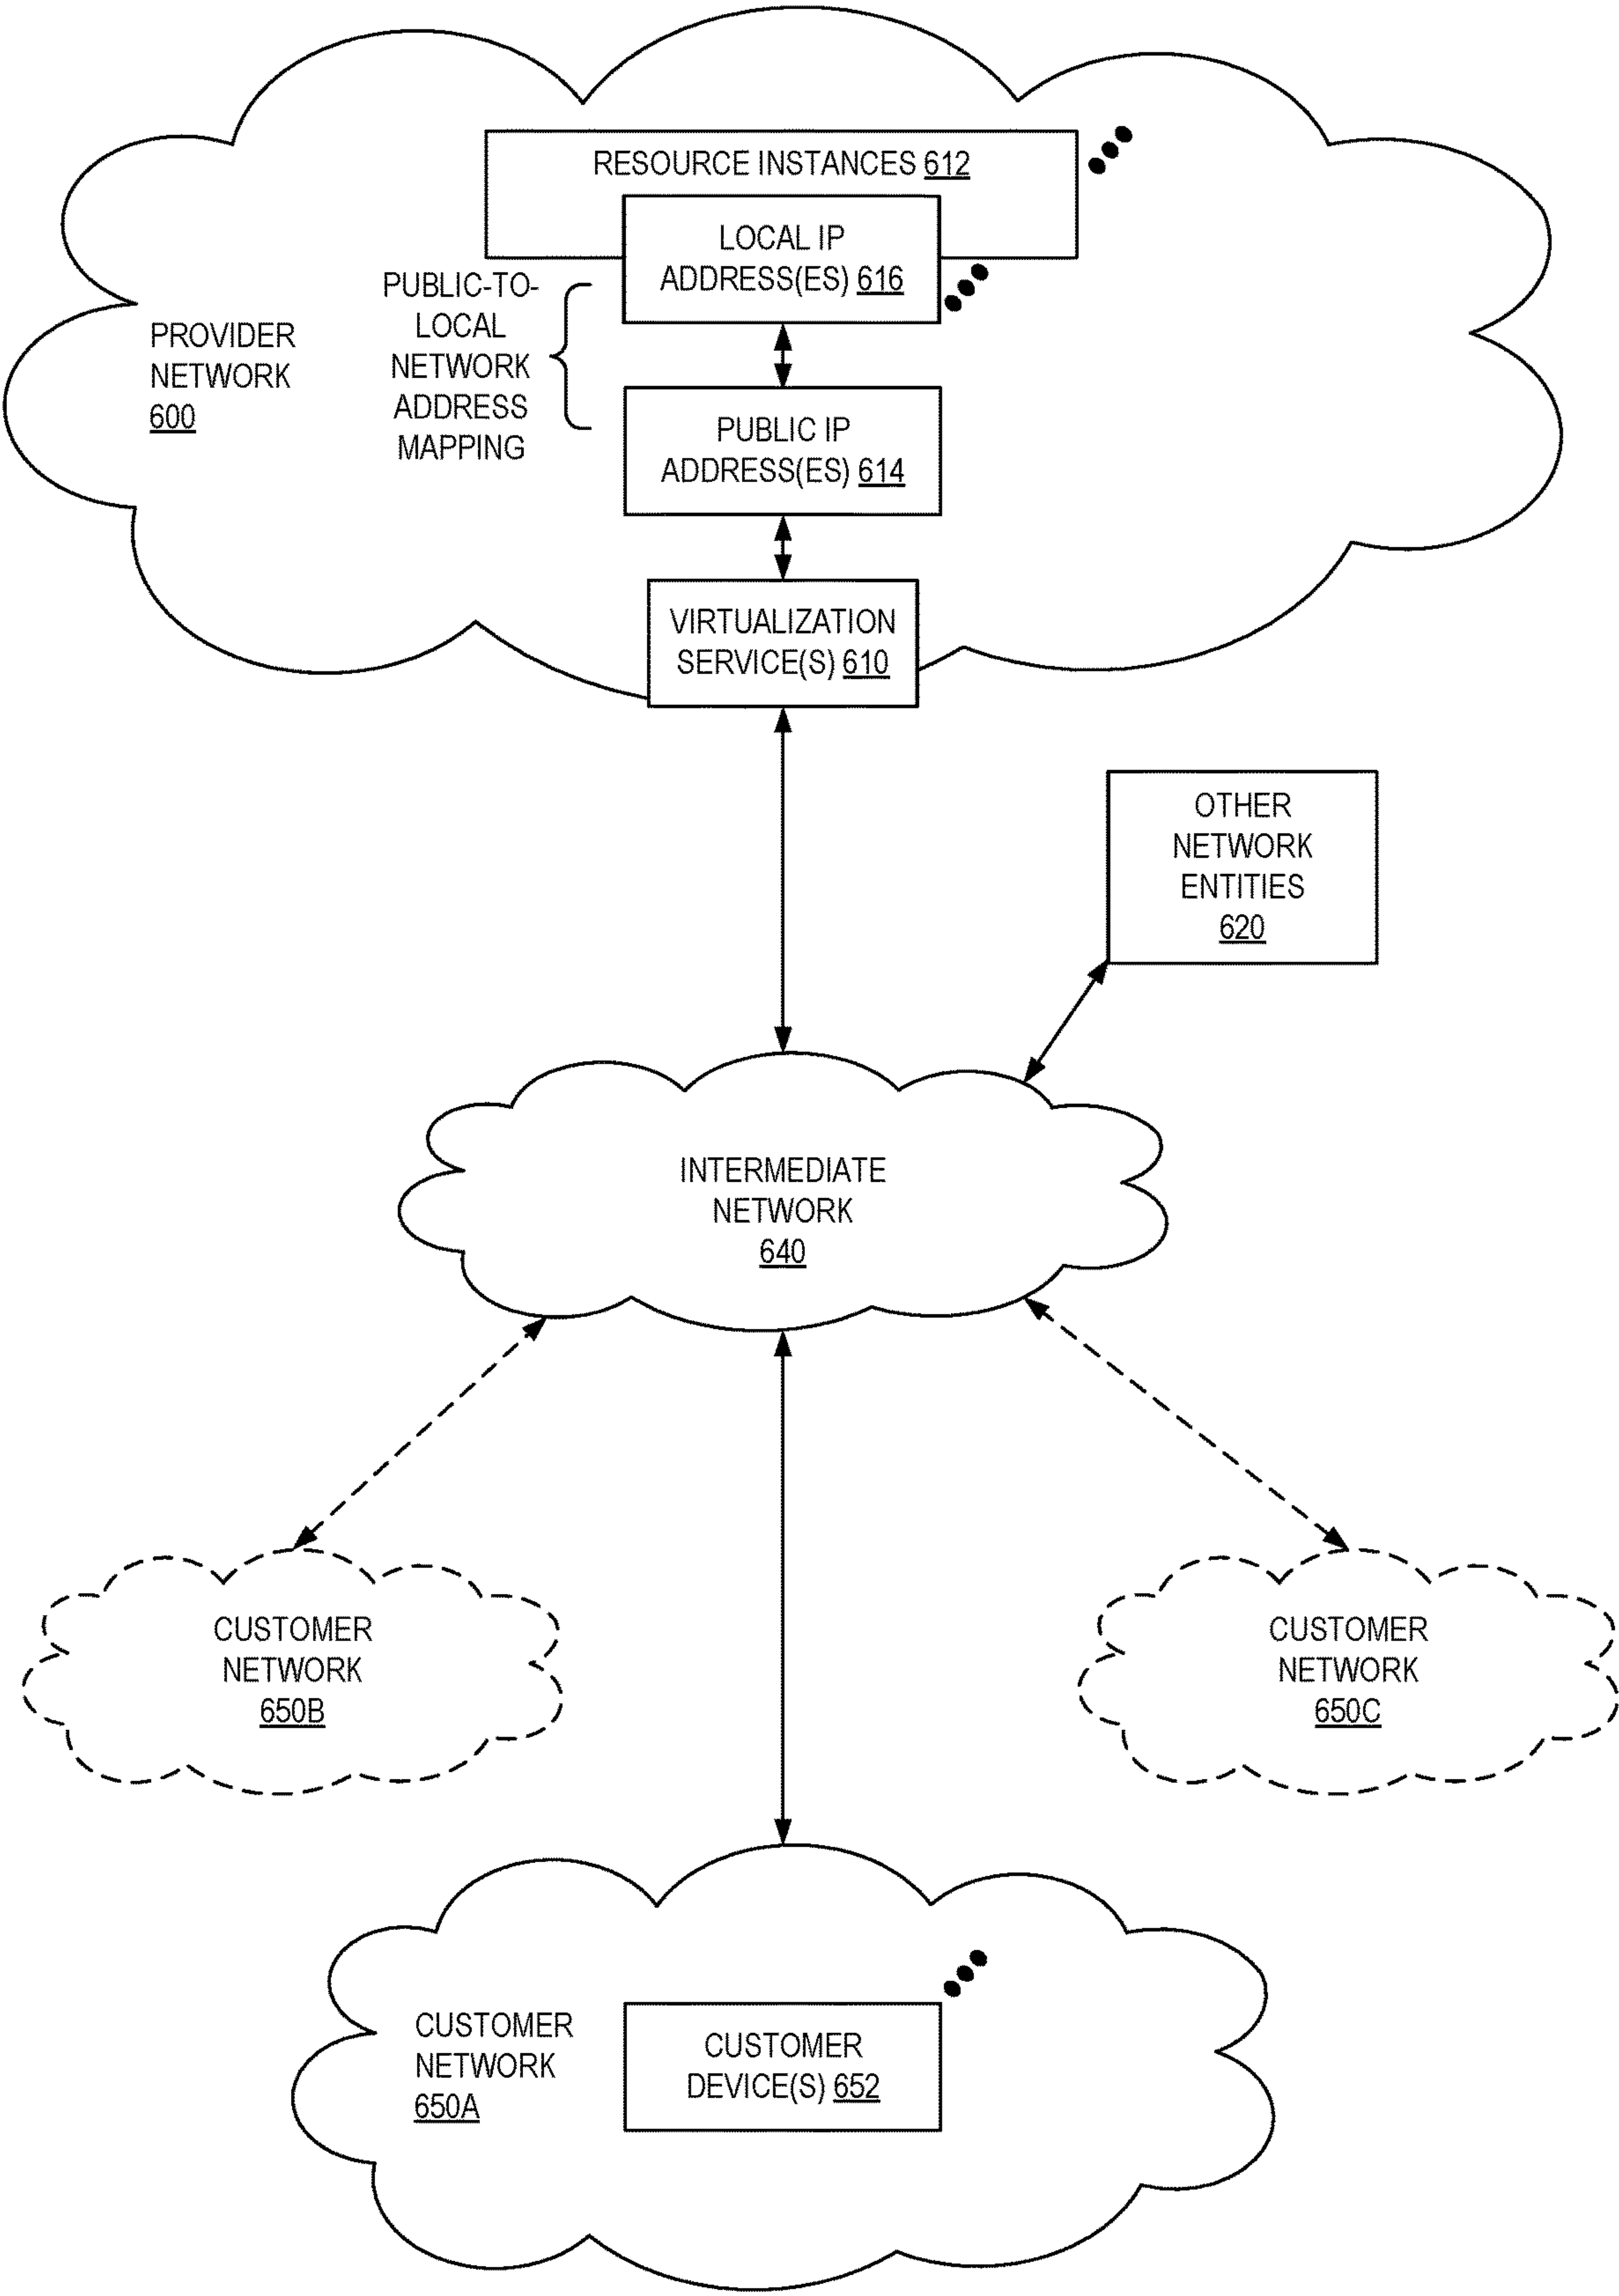 RESOURCE INSTANCES 612
LOCAL IP
ADDRESS(ES) 616
PUBLIC-TO-
LOCAL
NETWORK
ADDRESS
MAPPING
PROVIDER
NETWORK
600
PUBLIC IP
ADDRESS(ES) 614
VIRTUALIZATION
SERVICE(S) 610
OTHER
NETWORK
ENTITIES
620
INTERMEDIATE
NETWORK
640
CUSTOMER
NETWORK
650B
CUSTOMER
NETWORK
650C
CUSTOMER
NETWORK
650A
CUSTOMER
DEVICE(S) 652